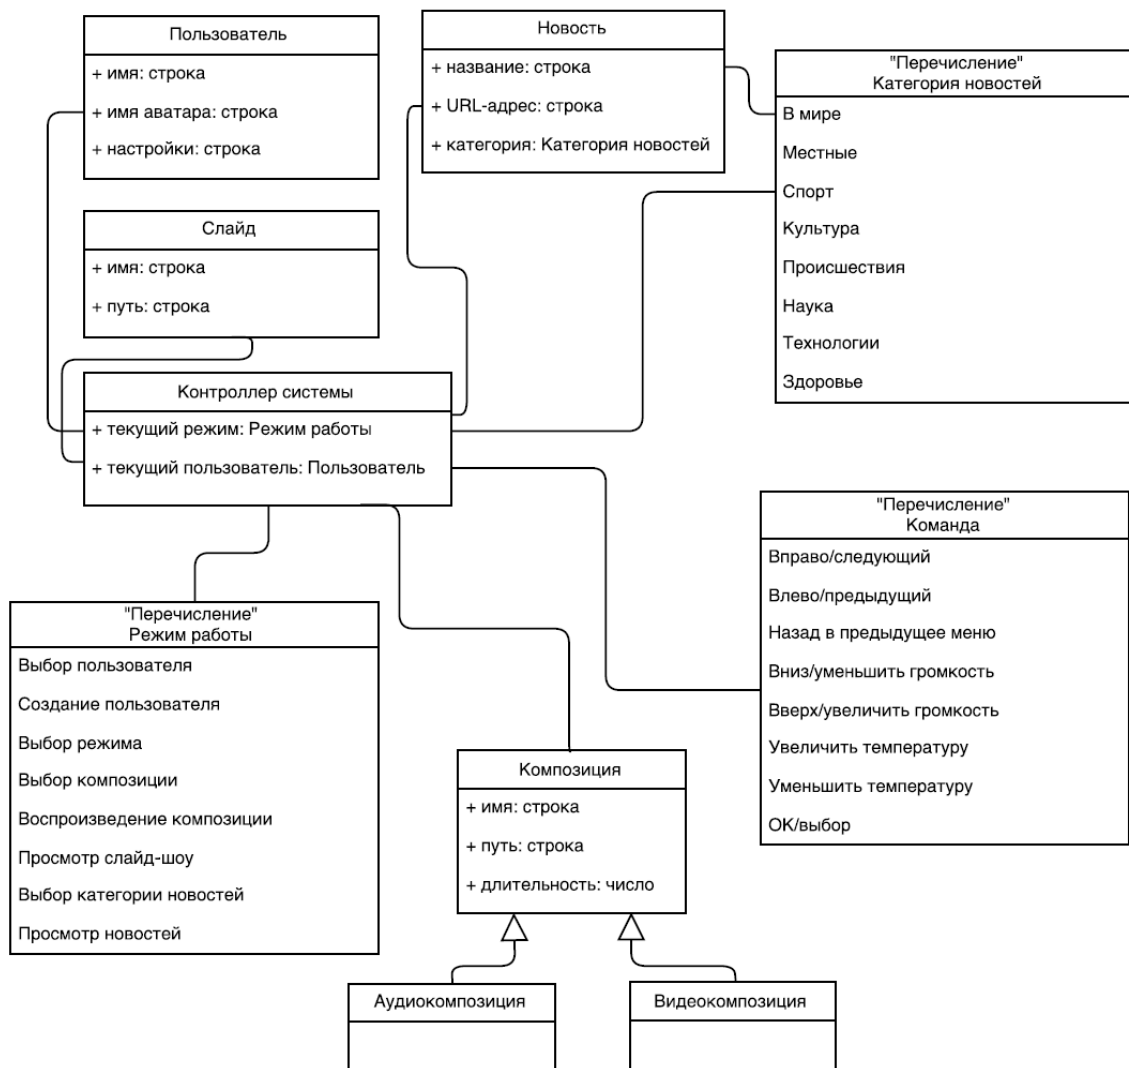 Пользователь
+ имя: строка
+ имя аватара: строка
+ настройки: строка
Новость
+ название: строка
+ URL-адрес: строка
+ категория: Категория новостей
"Перечисление"
Категория новостей
В мире
Местные
Спорт
Культура
Происшествия
Наука
Технологии
Здоровье
Слайд
+ имя: строка
+ путь: строка
Контроллер системы
+ текущий режим: Режим работы
+ текущий пользователь: Пользователь
"Перечисление"
Команда
Вправо/следующий
Влево/предыдущий
Назад в предыдущее меню
Вниз/уменьшить громкость
Вверх/увеличить громкость
Увеличить температуру
Уменьшить температуру
ОК/выбор
"Перечисление"
Режим работы
Выбор пользователя
Создание пользователя
Выбор режима
Выбор композиции
Воспроизведение композиции
Просмотр слайд-шоу
Выбор категории новостей
Просмотр новостей
Композиция
+ имя: строка
+ путь: строка
+ длительность: число
Аудиокомпозиция
Видеокомпозиция